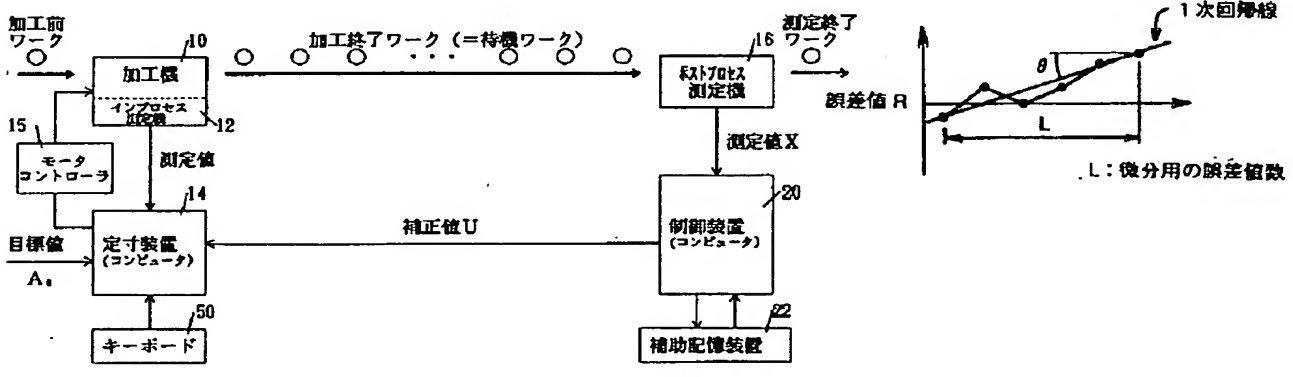 加工前
ワーク
10
加工機
インプロセス
測定機
12
加工終了ワーク(=待機ワーク)
・・・
16
ポストプロセス
測定機
測定終了
ワーク
15
モータ
コントローラ
測定値
測定値X
14
定寸装置
(コンピュータ)
目標値
補正値U
20
制御装置
(コンピュータ)
50
キーボード
22
補助記憶装置
1次回帰線
θ
誤差値R
L
L:微分用の誤差値数